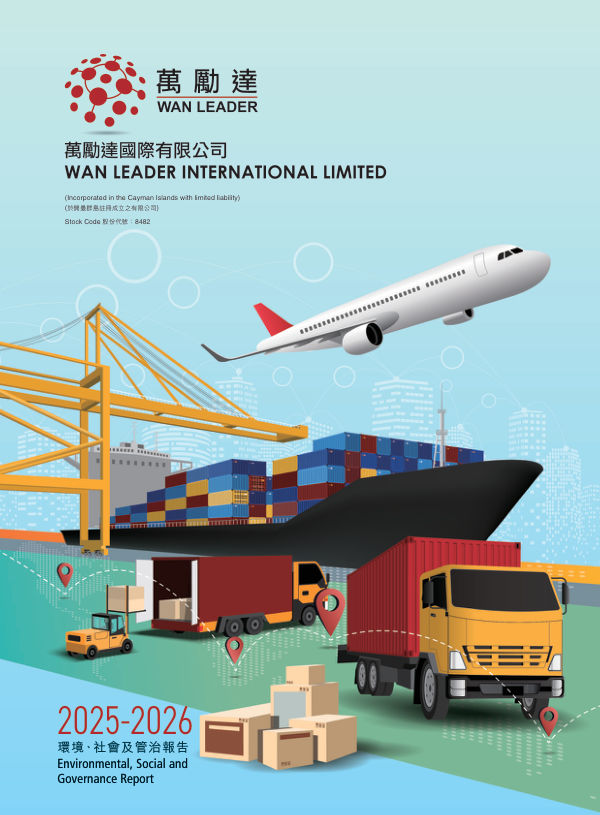 萬勵達
WAN LEADER
萬勵達國際有限公司
WAN LEADER INTERNATIONAL LIMITED
(Incorporated in the Cayman Islands with limited liability)
(於開曼群島註冊成立之有限公司)
Stock Code 股份代號：8482
2025-2026
環境、社會及管治報告
Environmental, Social and
Governance Report